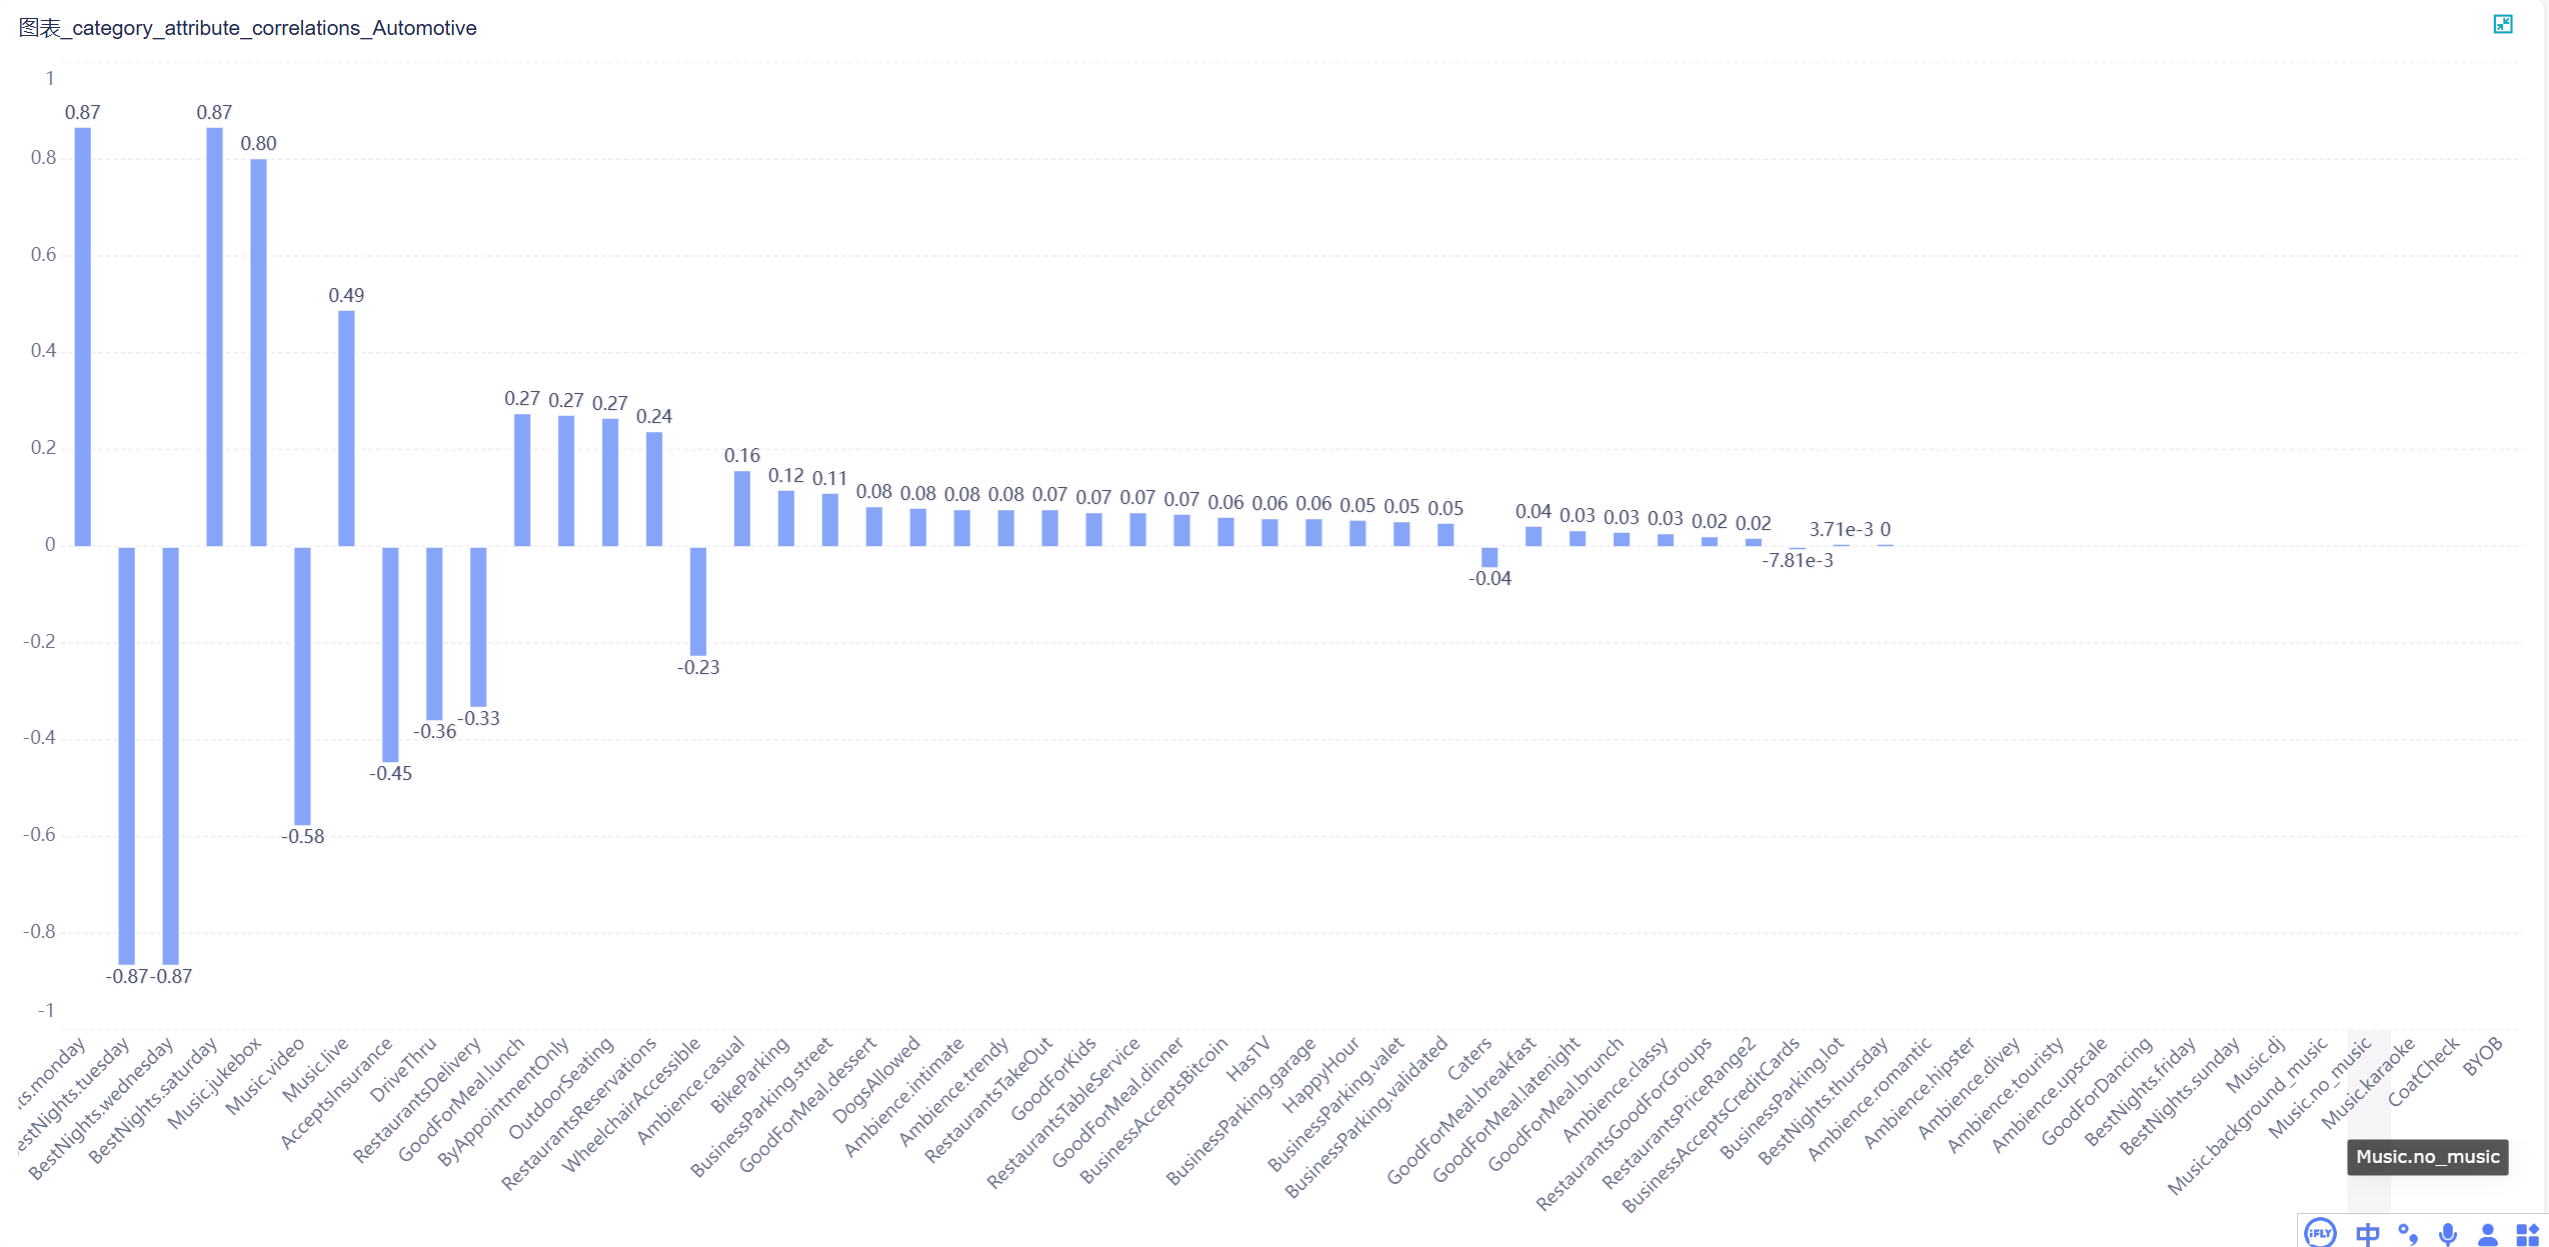 图表_category_attribute_correlations_Automotive
1
0.8
0.6
0.4
0.2
0
-0.2
-0.4
-0.6
-0.8
-1
0.87
-0.87
-0.87
0.87
0.80
-0.58
0.49
-0.45
-0.36
-0.33
0.27
0.27
0.27
0.24
-0.23
0.16
0.12
0.11
0.08
0.08
0.08
0.08
0.07
0.07
0.07
0.07
0.06
0.06
0.06
0.05
0.05
0.05
-0.04
0.04
0.03
0.03
0.03
0.02
0.02
-7.81e-3
3.71e-3
0
rs.monday
estNights.tuesday
BestNights.wednesday
BestNights.saturday
Music.jukebox
Music.video
Music.live
AcceptsInsurance
DriveThru
RestaurantsDelivery
GoodForMeal.lunch
ByAppointmentOnly
OutdoorSeating
RestaurantsReservations
WheelchairAccessible
Ambience.casual
BikeParking
BusinessParking.street
GoodForMeal.dessert
DogsAllowed
Ambience.intimate
Ambience.trendy
RestaurantsTakeOut
GoodForKids
RestaurantsTableService
GoodForMeal.dinner
BusinessAcceptsBitcoin
HasTV
BusinessParking.garage
HappyHour
BusinessParking.valet
BusinessParking.validated
Caters
GoodForMeal.breakfast
GoodForMeal.latenight
GoodForMeal.brunch
Ambience.classy
RestaurantsGoodForGroups
RestaurantsPriceRange2
BusinessAcceptsCreditCards
BusinessParking.lot
BestNights.thursday
Ambience.romantic
Ambience.hipster
Ambience.divey
Ambience.touristy
Ambience.upscale
GoodForDancing
BestNights.friday
BestNights.sunday
Music.dj
Music.background_music
Music.no_music
Music.karaoke
CoatCheck
BYOB
Music.no_music
iFLY 中